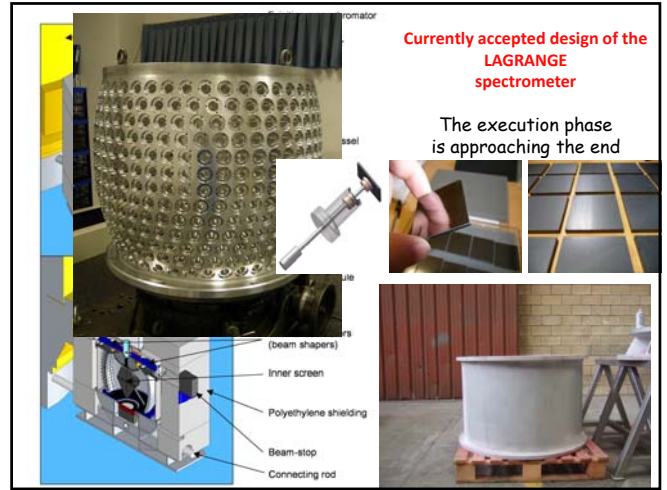 Currently accepted design of the
LAGRANGE
spectrometer
The execution phase
is approaching the end
(beam shapers)
Inner screen
Polyethylene shielding
Beam-stop
Connecting rod